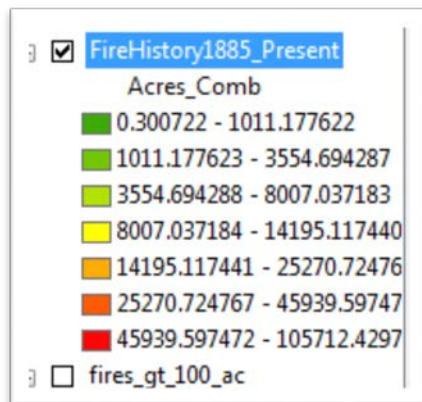 FireHistory1885_Present
Acres_Comb
0.300722 - 1011.177622
1011.177623 - 3554.694287
3554.694288 - 8007.037183
8007.037184 - 14195.117440
14195.117441 - 25270.72476
25270.724767 - 45939.59747
45939.597472 - 105712.4297
fires_gt_100_ac